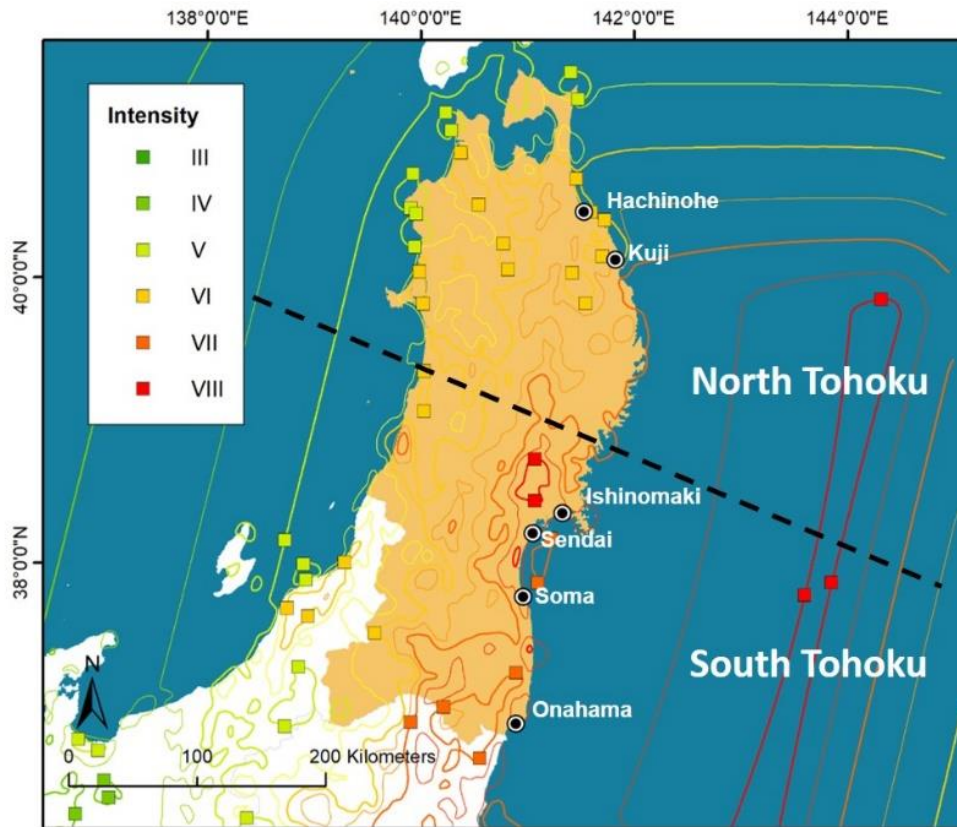 138°0'0"E
140°0'0"E
142°0'0"E
144°0'0"E
Intensity
III
IV
V
VI
VII
VIII
40°0'0"N
38°0'0"N
Hachinohe
Kuji
North Tohoku
Ishinomaki
Sendai
Soma
South Tohoku
Onahama
N
0 100 200 Kilometers